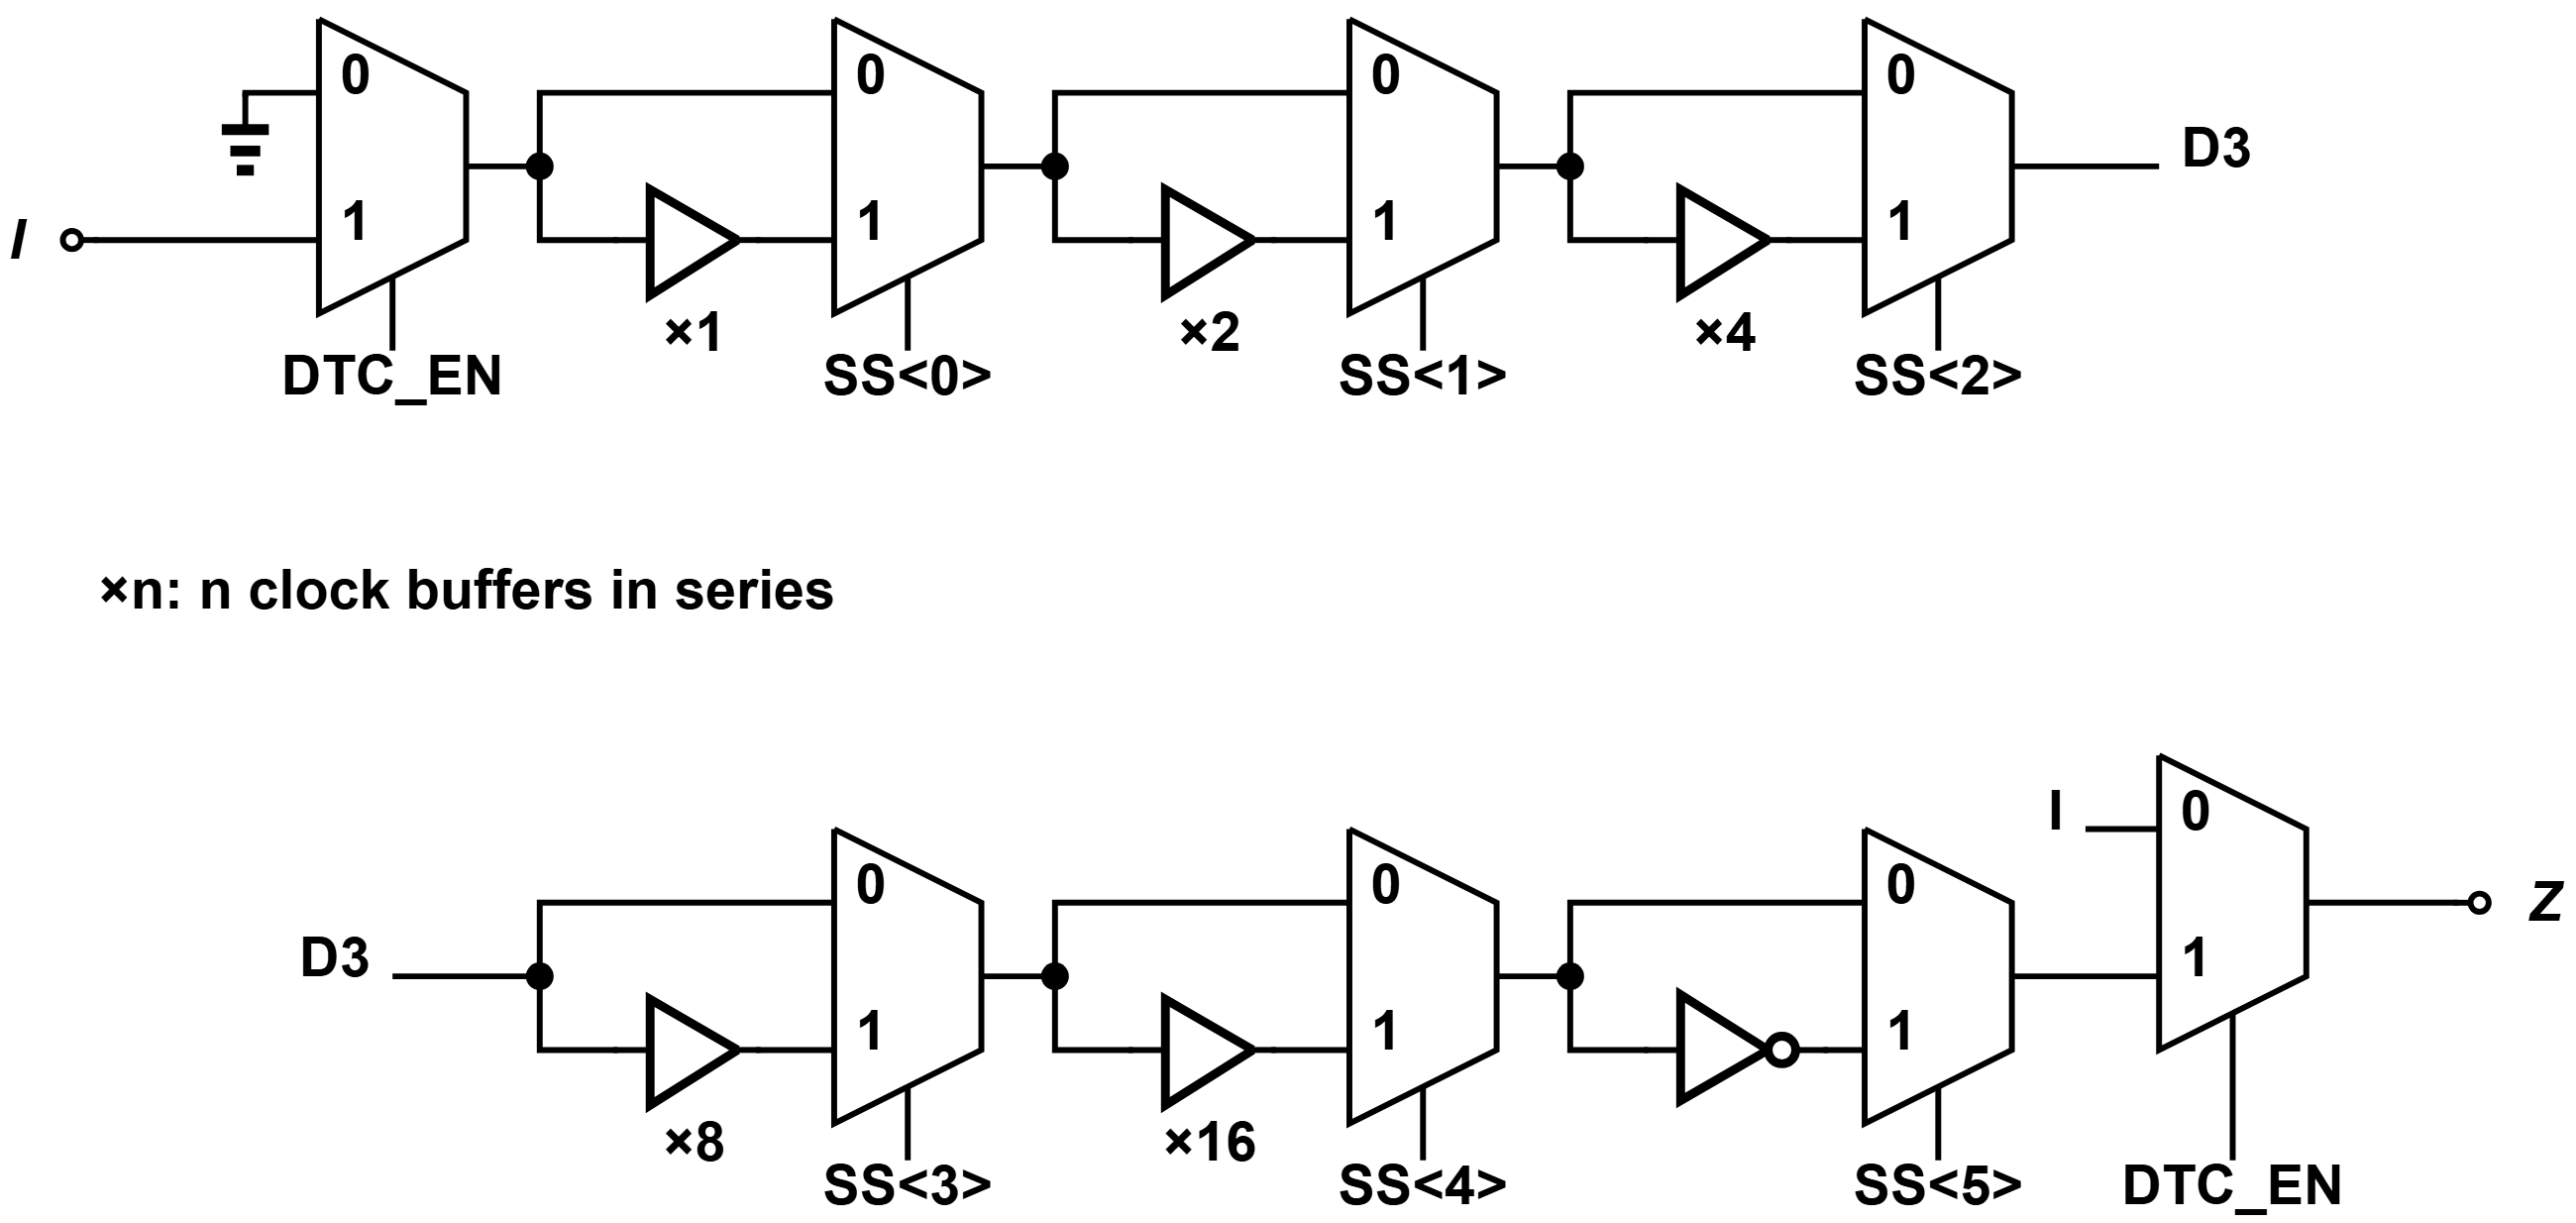 0 0 0 0
D3
I 1 1 1 1
×1 ×2 ×4
DTC_EN SS<0> SS<1> SS<2>
×n: n clock buffers in series
I 0
0 0 0 Z
D3 1
1 1 1
×8 ×16
SS<3> SS<4> SS<5> DTC_EN